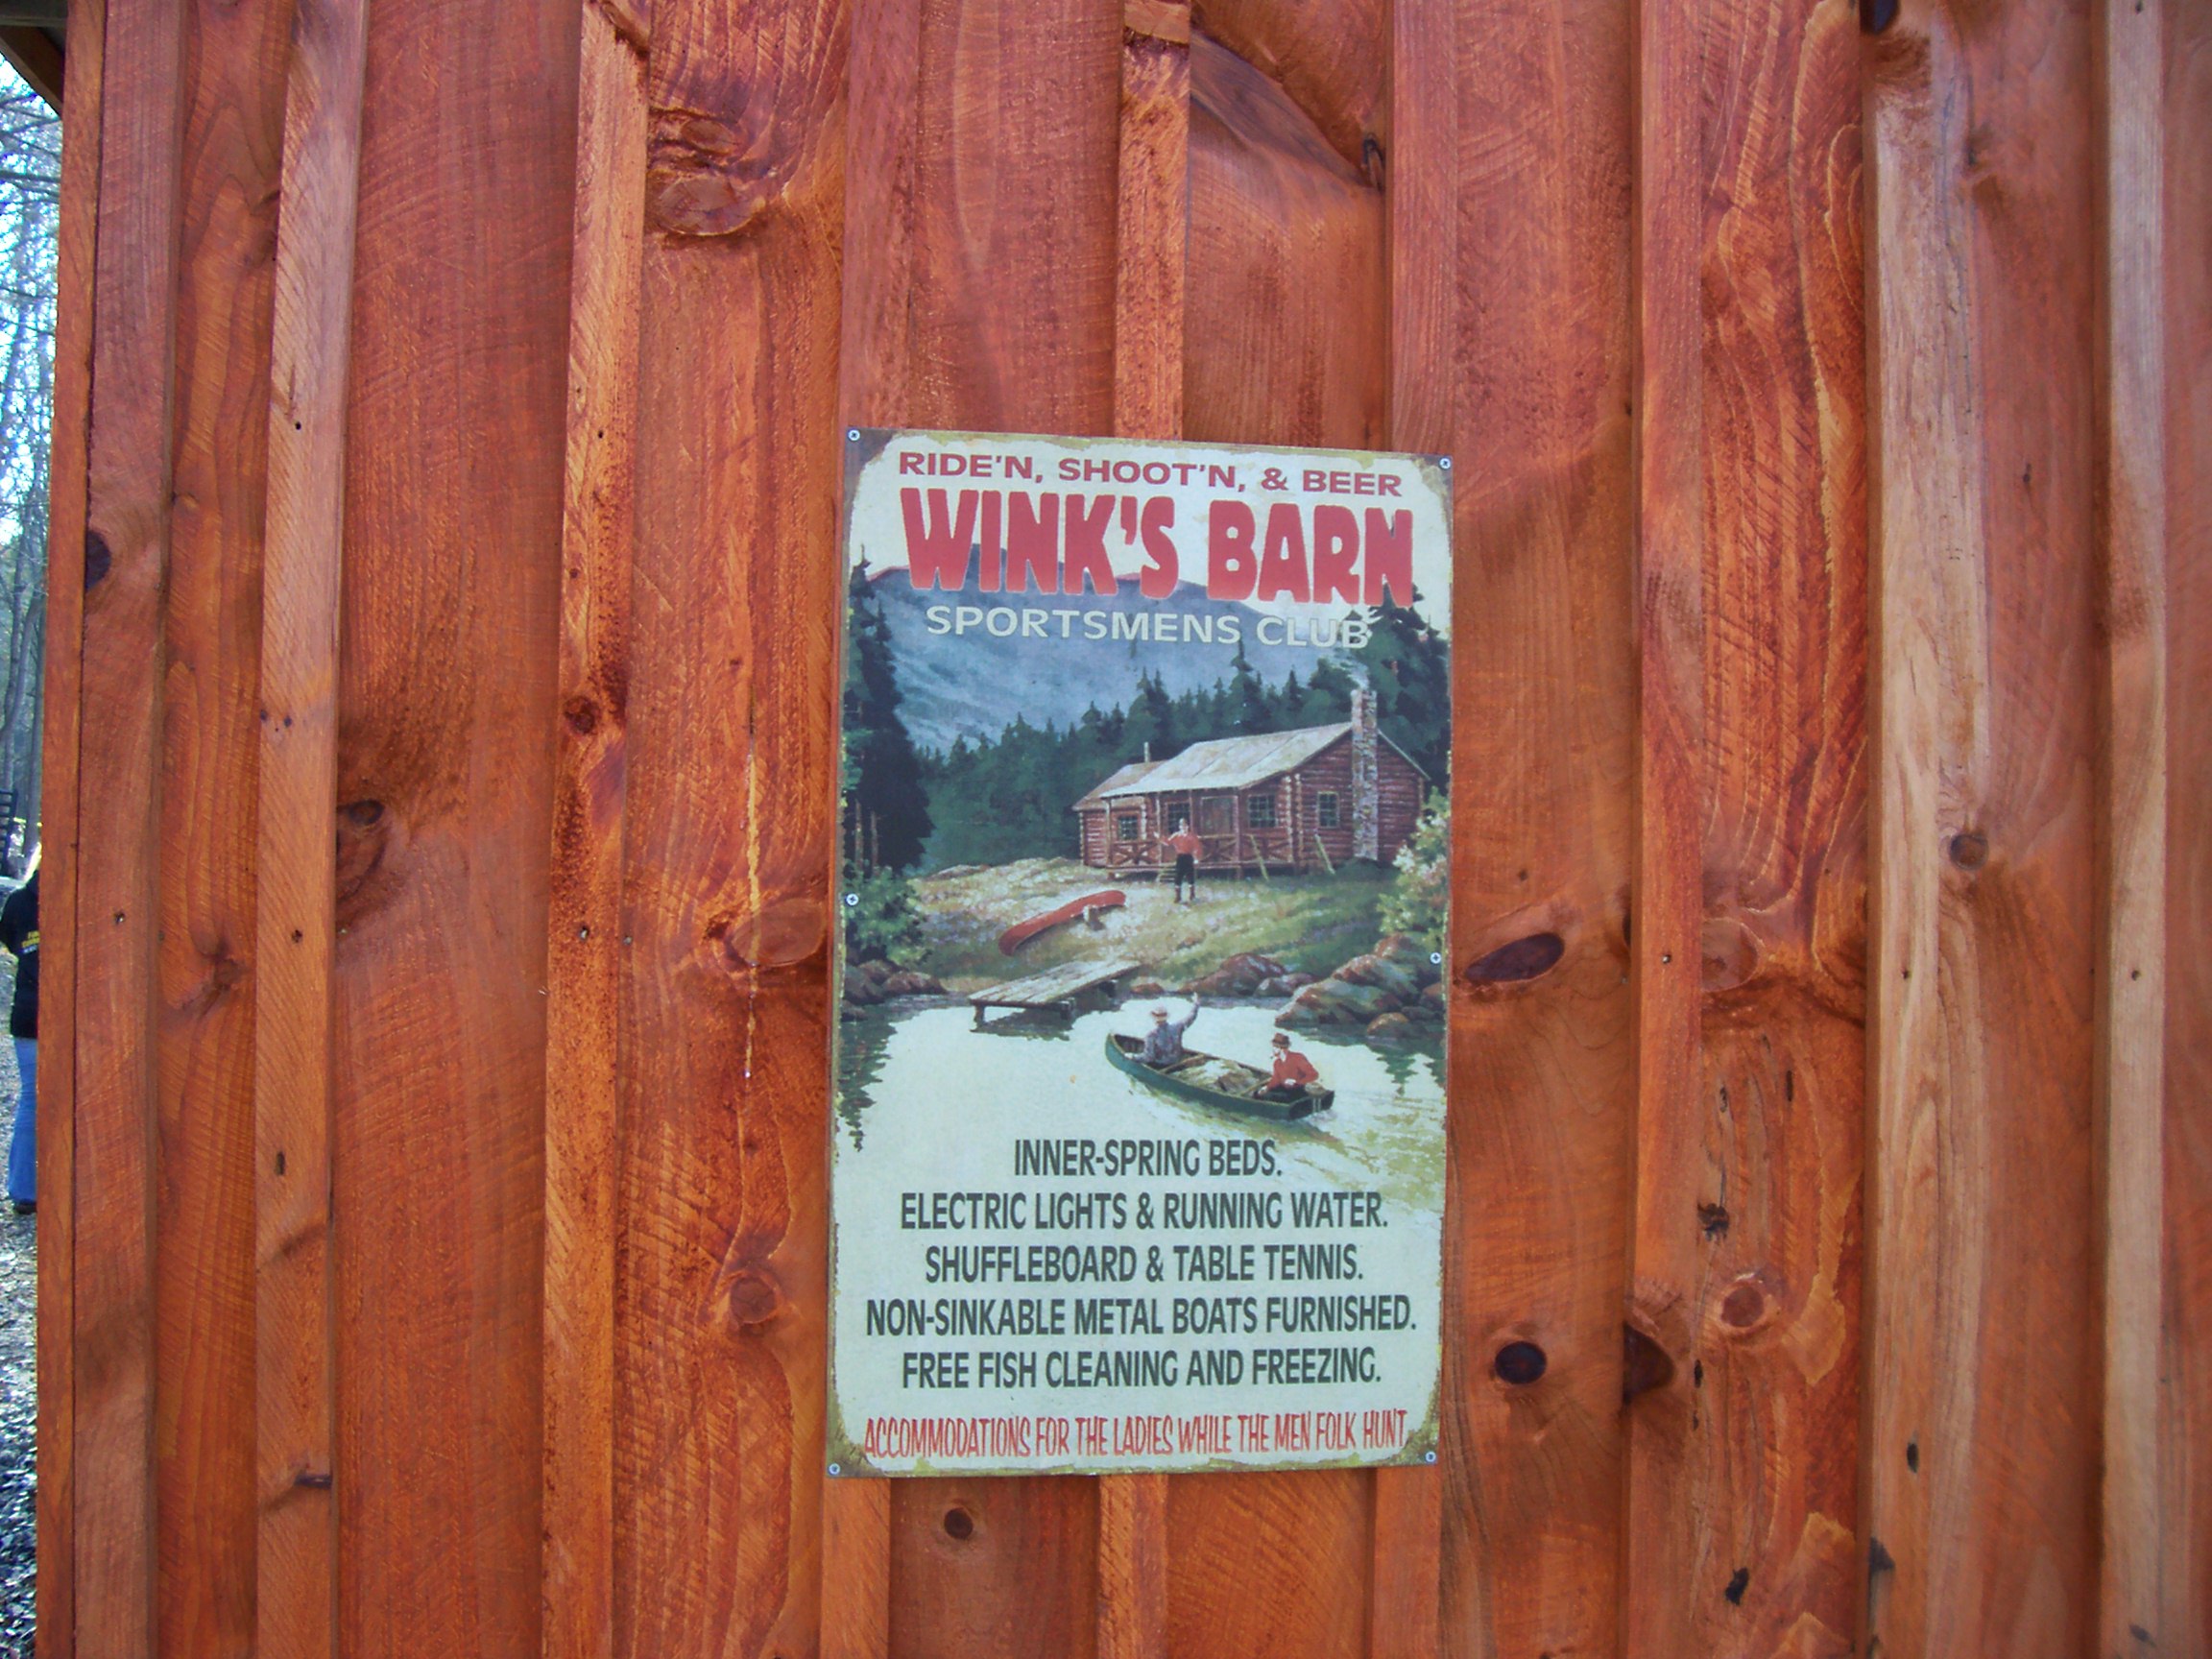 RIDE'N, SHOOT'N, & BEER
WINK'S BARN
SPORTSMENS CLUB
INNER-SPRING BEDS.
ELECTRIC LIGHTS & RUNNING WATER.
SHUFFLEBOARD & TABLE TENNIS.
NON-SINKABLE METAL BOATS FURNISHED.
FREE FISH CLEANING AND FREEZING.
ACCOMMODATIONS FOR THE LADIES WHILE THE MEN FOLK HUNT